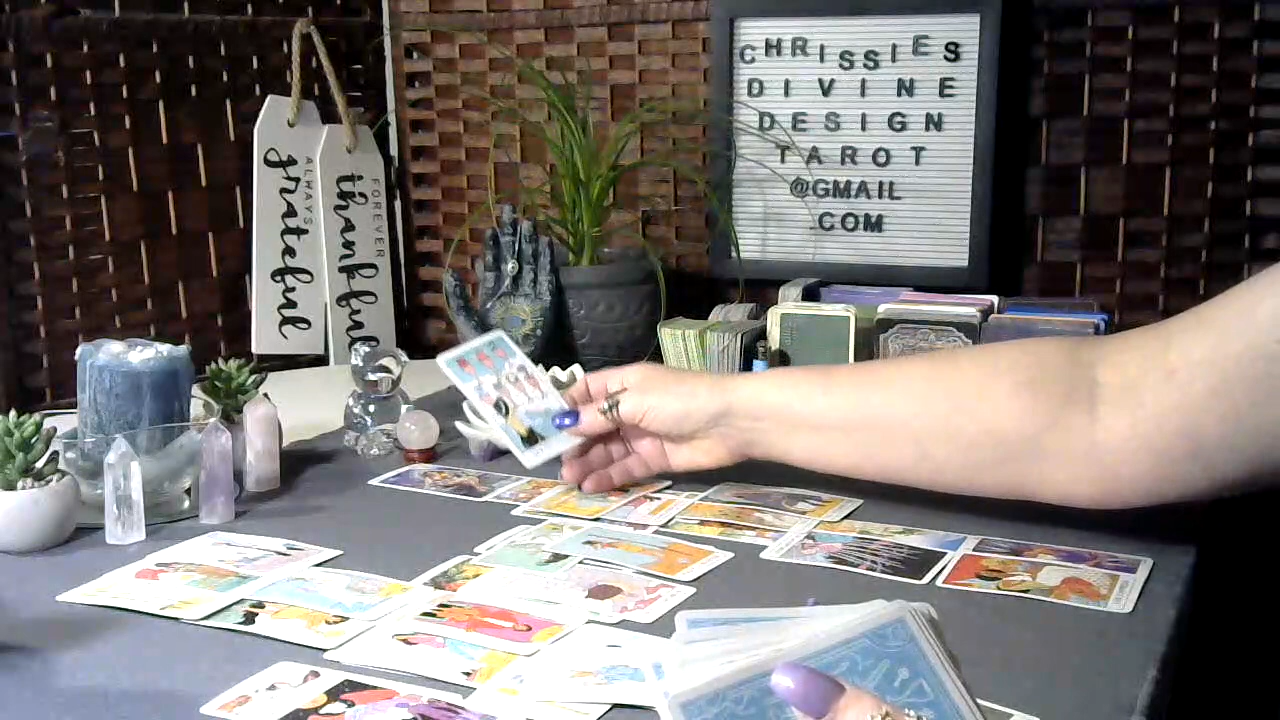 ALWAYS
grateful
FOREVER
thankful
CHRISSIES
DIVINE
DESIGN
TAROT
@GMAIL
.COM